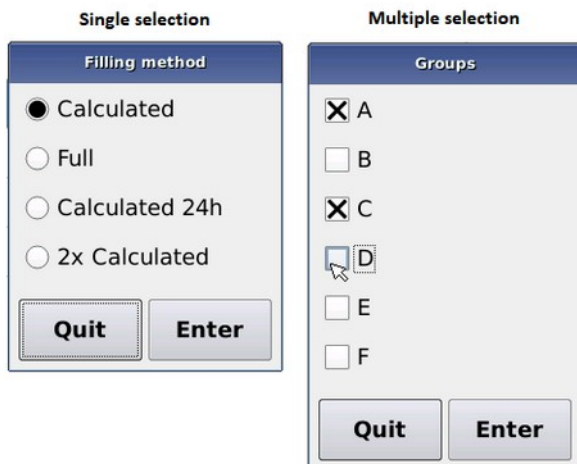 Single selection
Filling method
Calculated
Full
Calculated 24h
2x Calculated
Quit Enter
Multiple selection
Groups
A
B
C
D
E
F
Quit Enter